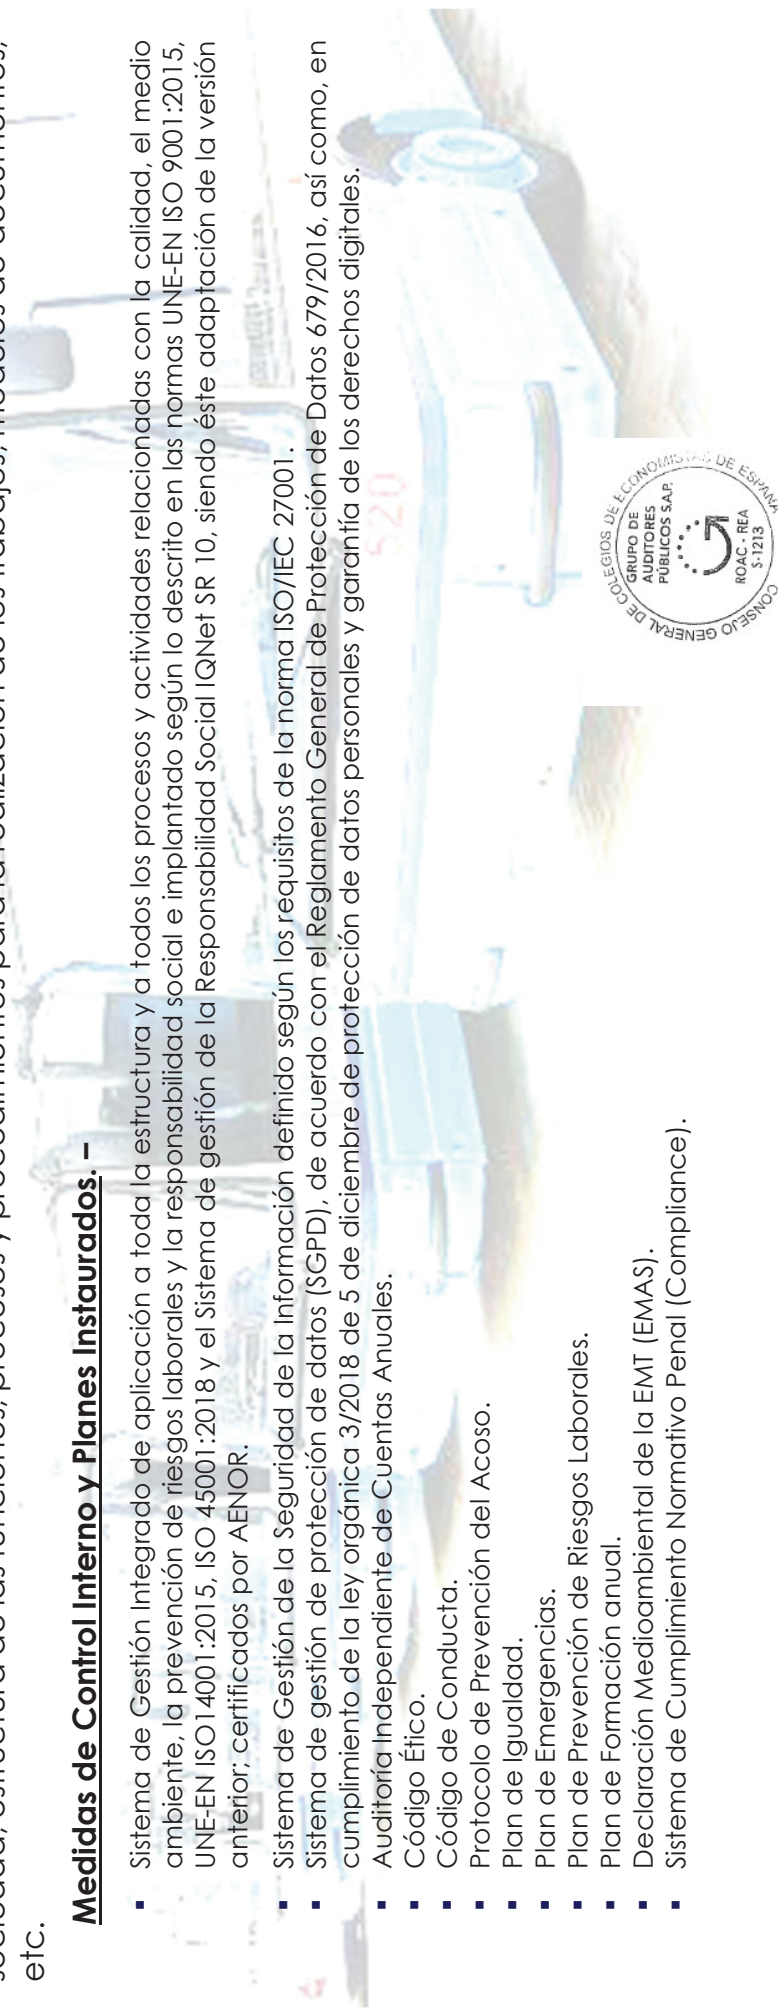 etc.
Medidas de Control Interno y Planes Instaurados. –
▪ Sistema de Gestión Integrado de aplicación a toda la estructura y a todos los procesos y actividades relacionadas con la calidad, el medio
ambiente, la prevención de riesgos laborales y la responsabilidad social e implantado según lo descrito en las normas UNE-EN ISO 9001:2015,
UNE-EN ISO14001:2015, ISO 45001:2018 y el Sistema de gestión de la Responsabilidad Social IQNet SR 10, siendo éste adaptación de la versión
anterior; certificados por AENOR.
▪ Sistema de Gestión de la Seguridad de la Información definido según los requisitos de la norma ISO/IEC 27001.
▪ Sistema de gestión de protección de datos (SGPD), de acuerdo con el Reglamento General de Protección de Datos 679/2016, así como, en
cumplimiento de la ley orgánica 3/2018 de 5 de diciembre de protección de datos personales y garantía de los derechos digitales.
▪ Auditoría Independiente de Cuentas Anuales.
▪ Código Ético.
▪ Código de Conducta.
▪ Protocolo de Prevención del Acoso.
▪ Plan de Igualdad.
▪ Plan de Emergencias.
▪ Plan de Prevención de Riesgos Laborales.
▪ Plan de Formación anual.
▪ Declaración Medioambiental de la EMT (EMAS).
▪ Sistema de Cumplimiento Normativo Penal (Compliance).
520
CONSEJO GENERAL DE COLEGIOS DE ECONOMISTAS DE ESPAÑA
GRUPO DE
AUDITORES
PÚBLICOS S.A.P.
ROAC - REA
S-1213